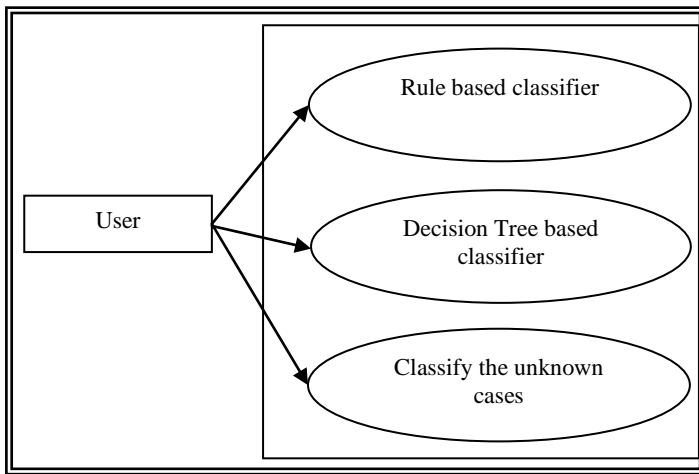 Rule based classifier
User
Decision Tree based
classifier
Classify the unknown
cases